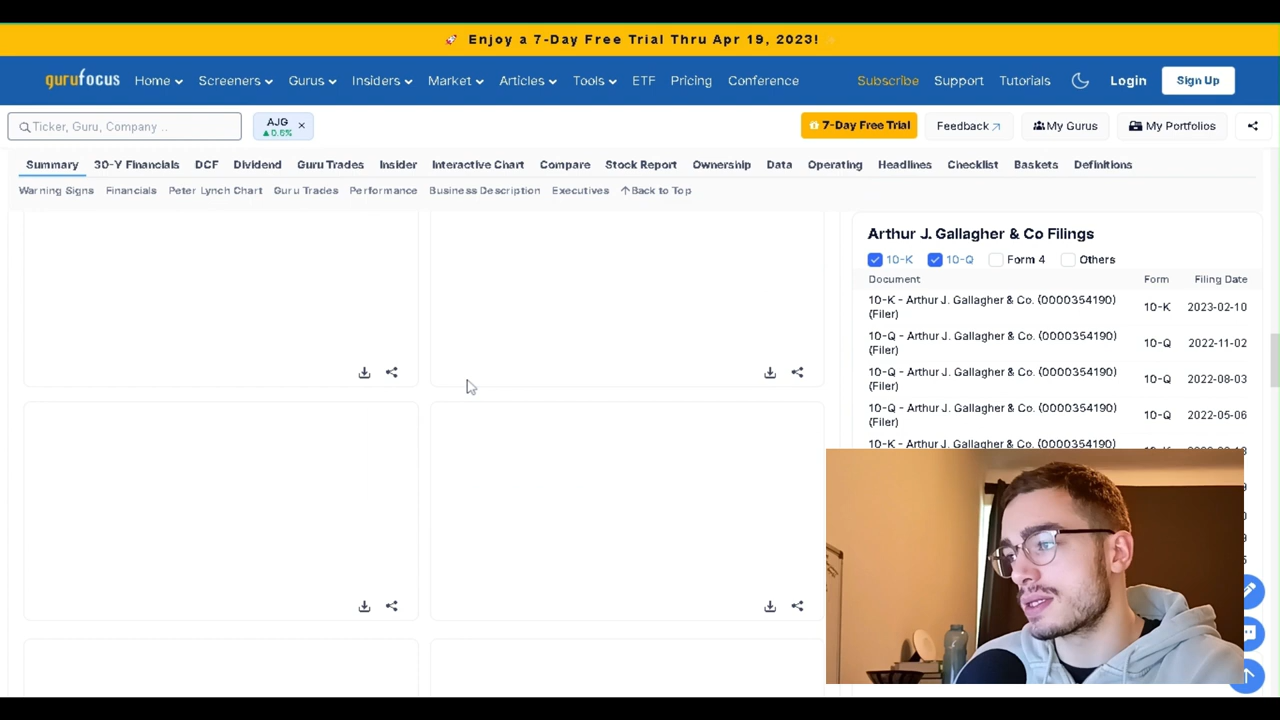 🚀 Enjoy a 7-Day Free Trial Thru Apr 19, 2023!
gurufocus Home Screeners Gurus Insiders Market Articles Tools ETF Pricing Conference Subscribe Support Tutorials Login Sign Up
Ticker, Guru, Company .. AJG ▲0.6% × 7-Day Free Trial Feedback↗ My Gurus My Portfolios
Summary 30-Y Financials DCF Dividend Guru Trades Insider Interactive Chart Compare Stock Report Ownership Data Operating Headlines Checklist Baskets Definitions
Warning Signs Financials Peter Lynch Chart Guru Trades Performance Business Description Executives ↑Back to Top
Arthur J. Gallagher & Co Filings
10-K 10-Q Form 4 Others
Document Form Filing Date
10-K - Arthur J. Gallagher & Co. (0000354190)
(Filer) 10-K 2023-02-10
10-Q - Arthur J. Gallagher & Co. (0000354190)
(Filer) 10-Q 2022-11-02
10-Q - Arthur J. Gallagher & Co. (0000354190)
(Filer) 10-Q 2022-08-03
10-Q - Arthur J. Gallagher & Co. (0000354190)
(Filer) 10-Q 2022-05-06
10-K - Arthur J. Gallagher & Co. (0000354190)